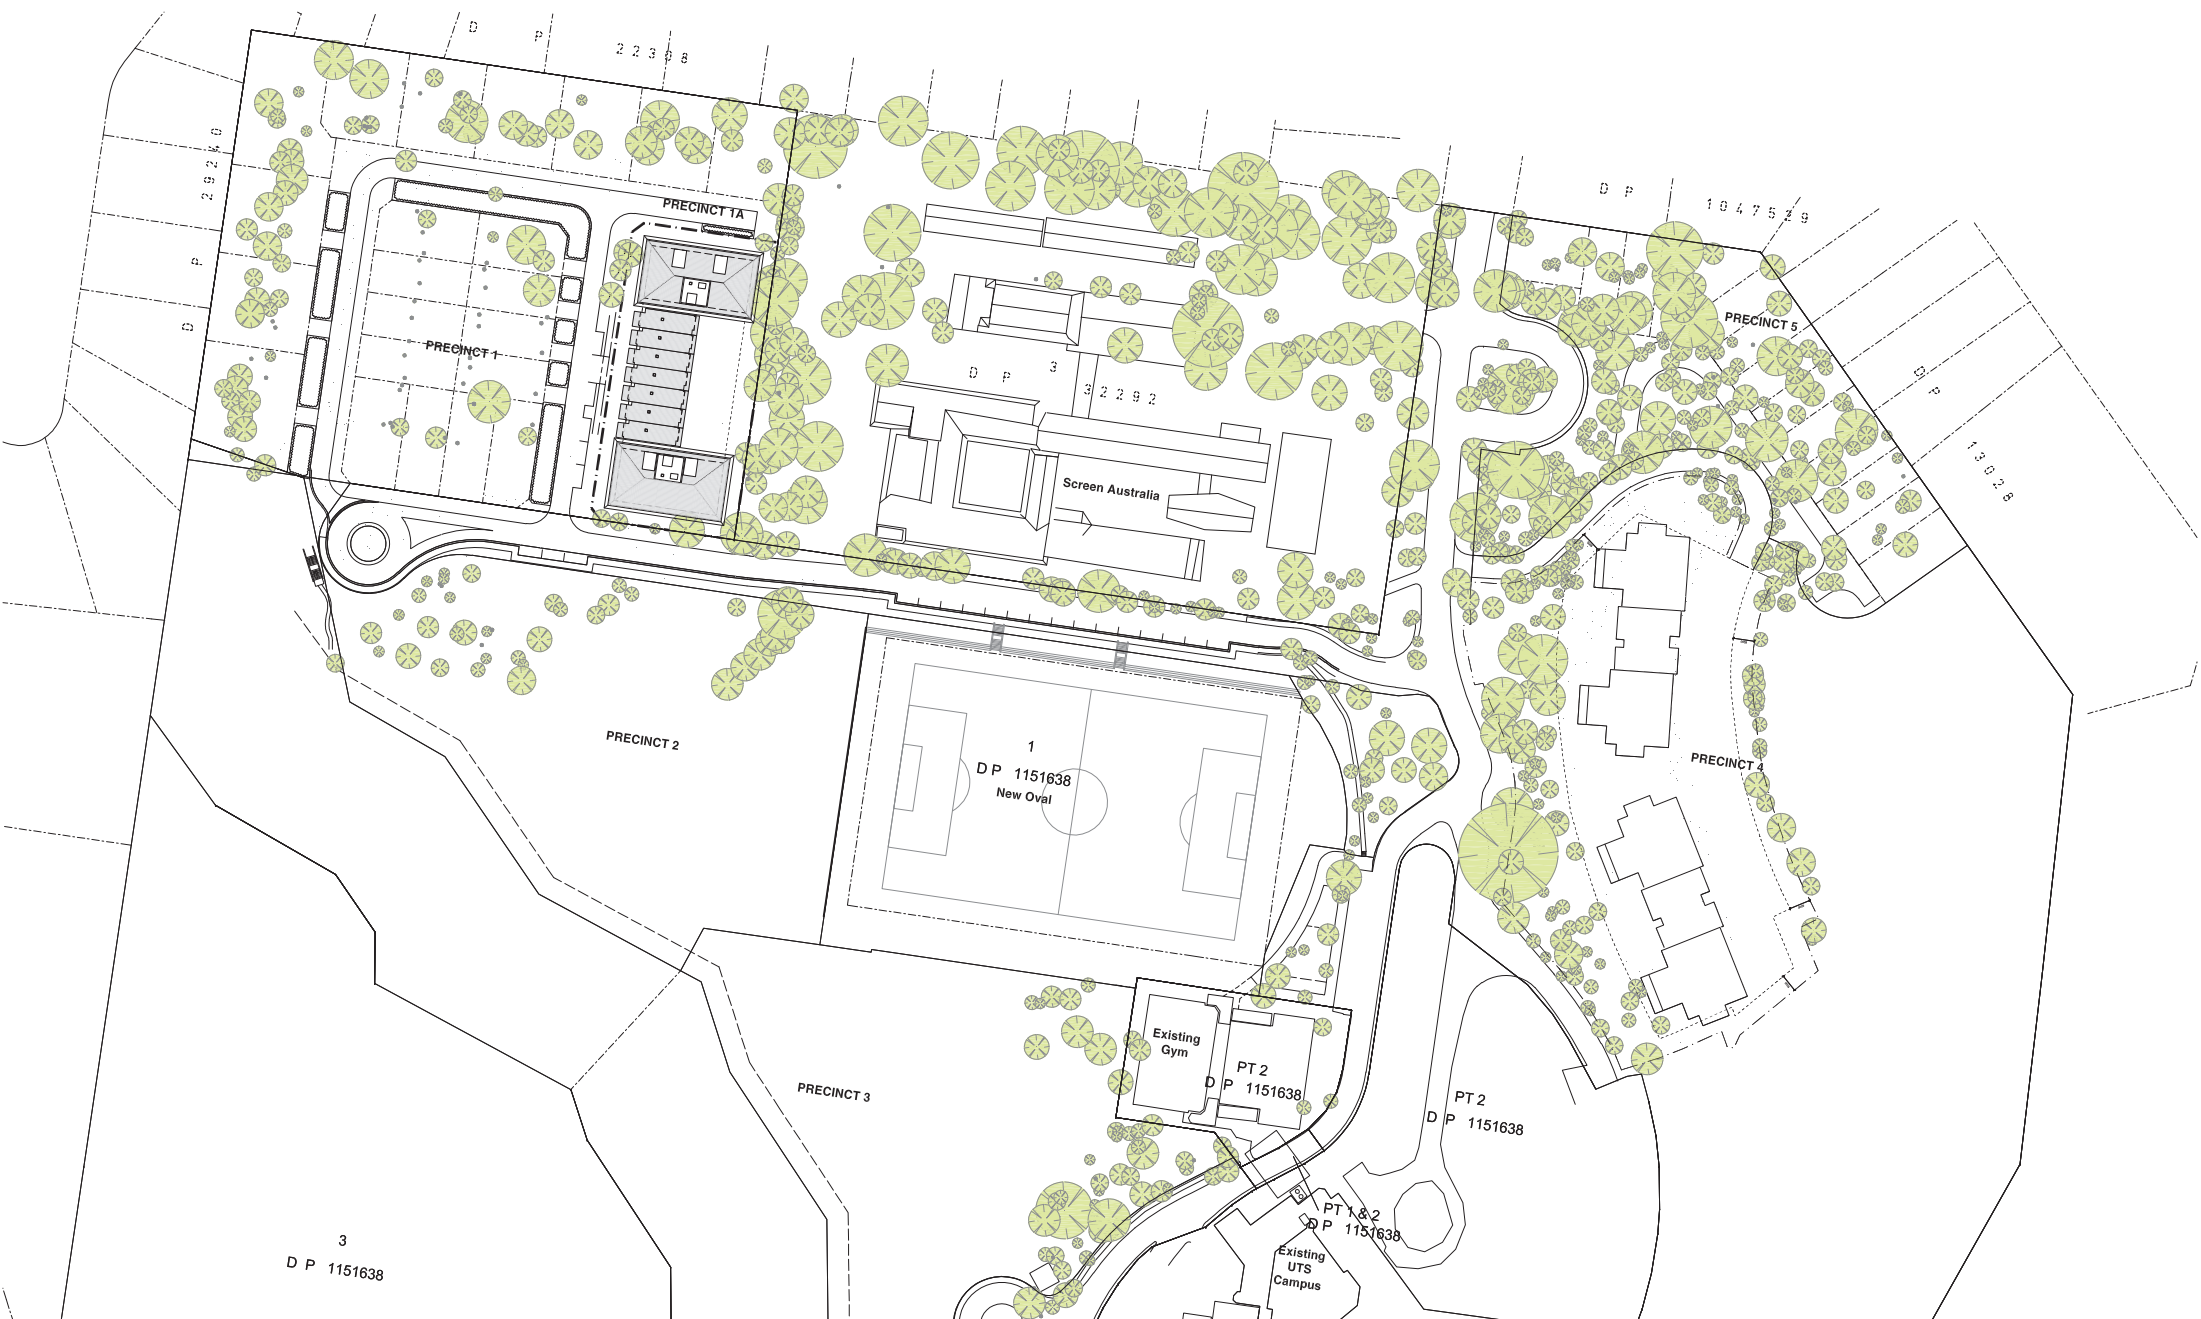 D P 22308
D P 1047529
D P 229240
PRECINCT 1A
PRECINCT 5
PRECINCT 1
3
D P 32292
D P 13028
Screen Australia
PRECINCT 2
1
D P 1151638
New Oval
PRECINCT 4
Existing
Gym
PT 2
D P 1151638
PRECINCT 3
PT 2
D P 1151638
PT 1 & 2
D P 1151638
Existing
UTS
Campus
3
D P 1151638